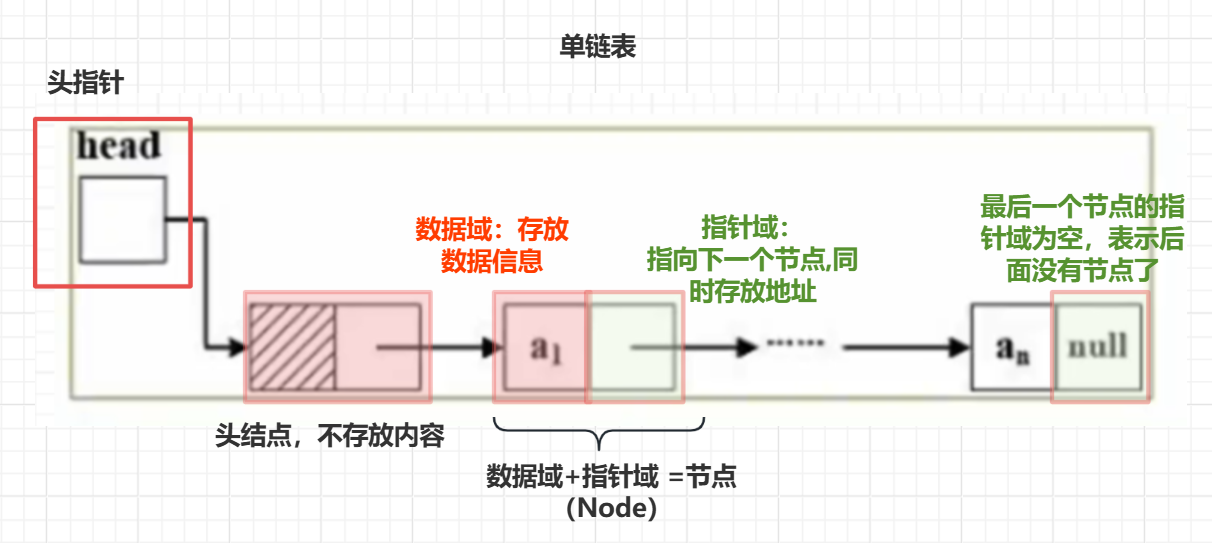 单链表
头指针
head
数据域：存放
数据信息
指针域：
指向下一个节点,同
时存放地址
最后一个节点的指
针域为空，表示后
面没有节点了
a1
······
an
null
头结点，不存放内容
数据域+指针域 =节点
（Node）